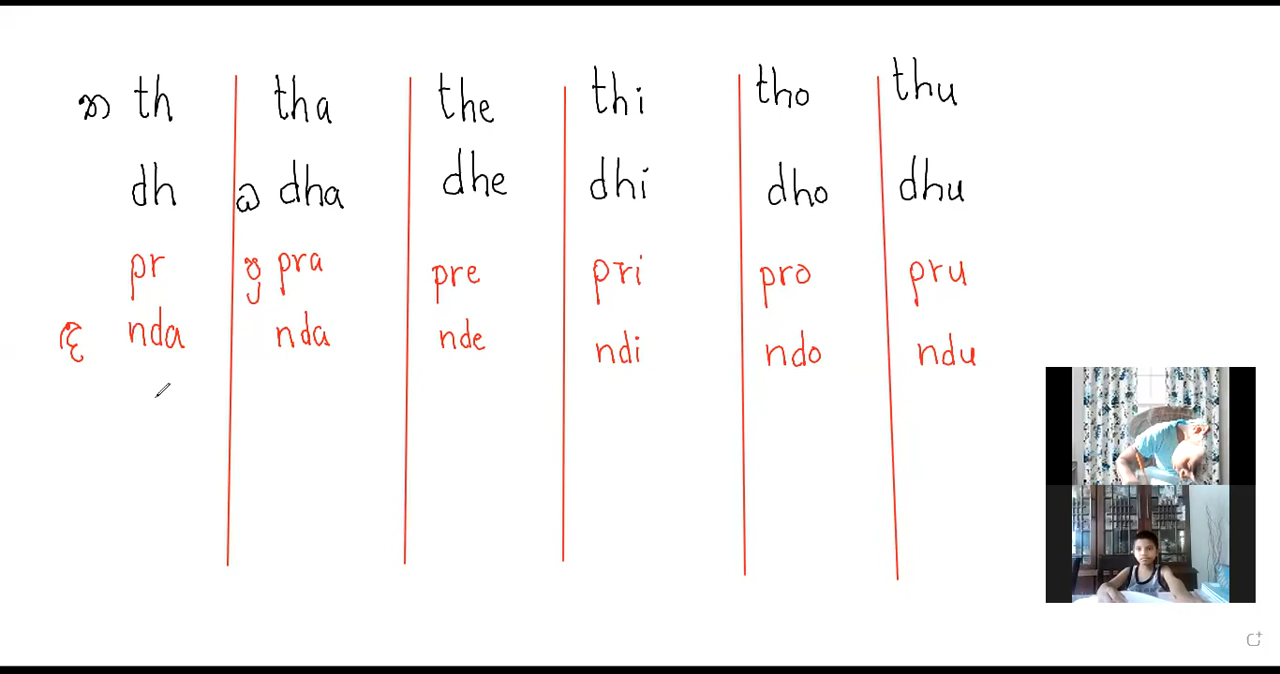 ත th tha the thi tho thu
dh ධ dha dhe dhi dho dhu
pr ප්‍ර pra pre pri pro pru
ඳ nda nda nde ndi ndo ndu